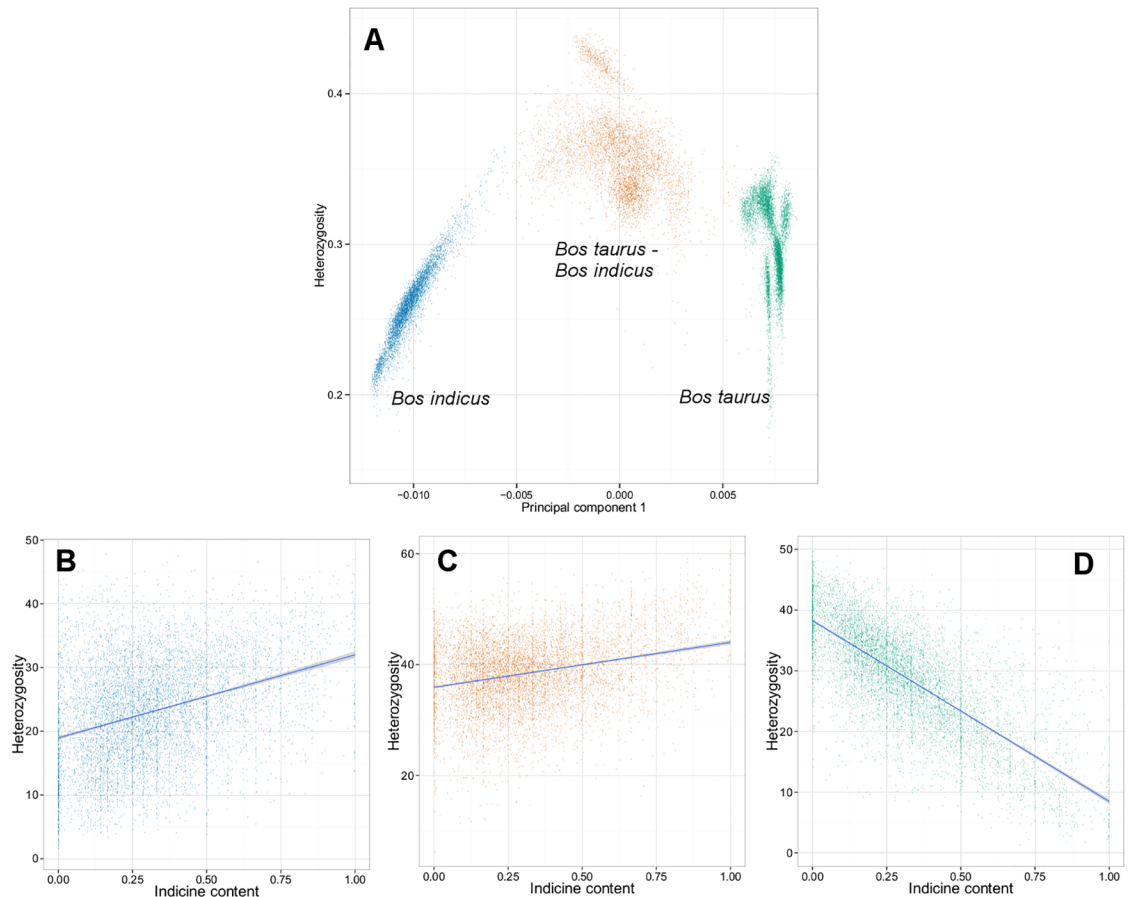 A
0.4
0.3
0.2
Heterozygosity
Bos taurus -
Bos indicus
Bos indicus
Bos taurus
−0.010
−0.005
0.000
0.005
Principal component 1
B
50
40
30
20
10
0
Heterozygosity
0.00
0.25
0.50
0.75
1.00
Indicine content
C
60
40
20
Heterozygosity
0.00
0.25
0.50
0.75
1.00
Indicine content
D
50
40
30
20
10
0
Heterozygosity
0.00
0.25
0.50
0.75
1.00
Indicine content